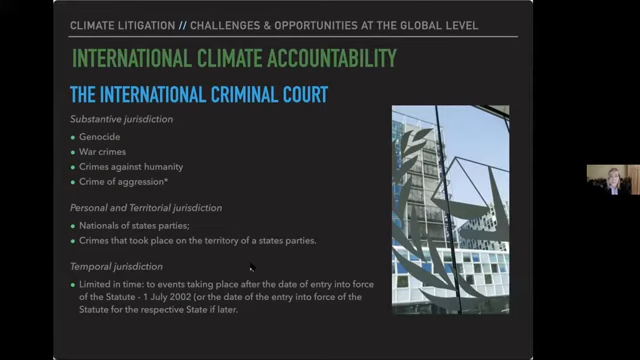 CLIMATE LITIGATION // CHALLENGES & OPPORTUNITIES AT THE GLOBAL LEVEL
INTERNATIONAL CLIMATE ACCOUNTABILITY
THE INTERNATIONAL CRIMINAL COURT
Substantive jurisdiction
Genocide
War crimes
Crimes against humanity
Crime of aggression*
Personal and Territorial jurisdiction
Nationals of states parties;
Crimes that took place on the territory of a states parties.
Temporal jurisdiction
Limited in time: to events taking place after the date of entry into force
of the Statute - 1 July 2002 (or the date of the entry into force of the
Statute for the respective State if later.